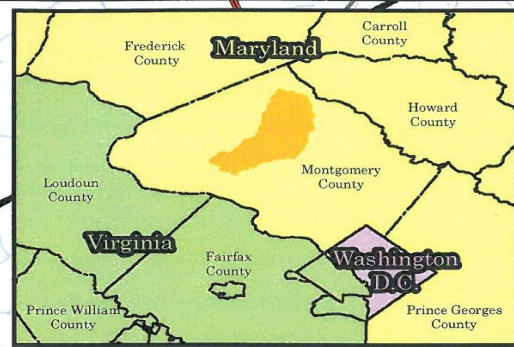 Carroll
County
Frederick
County
Maryland
Howard
County
Loudoun
County
Montgomery
County
Virginia
Fairfax
County
Washington
D.C.
Prince William
County
Prince Georges
County